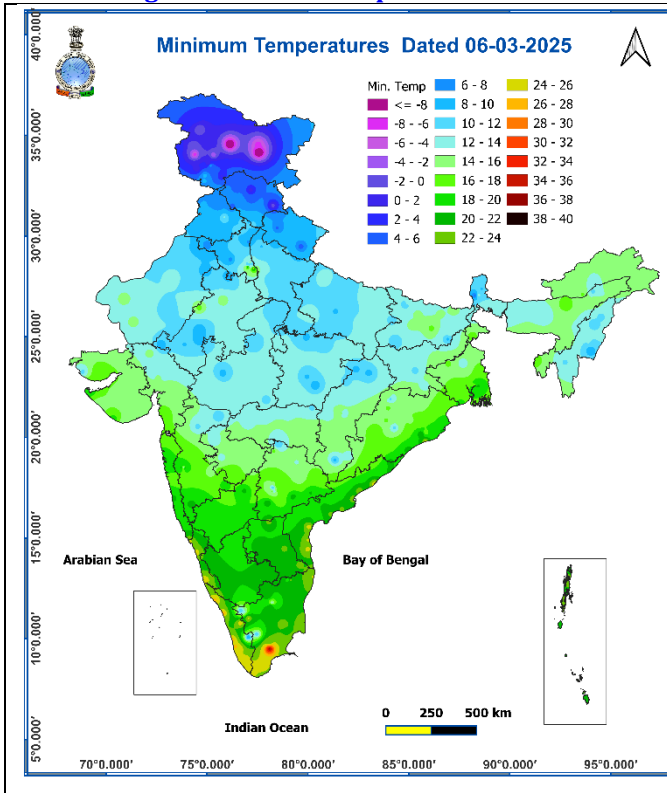 Minimum Temperatures Dated 06-03-2025
Min. Temp
<= -8
-8 - -6
-6 - -4
-4 - -2
-2 - 0
0 - 2
2 - 4
4 - 6
6 - 8
8 - 10
10 - 12
12 - 14
14 - 16
16 - 18
18 - 20
20 - 22
22 - 24
24 - 26
26 - 28
28 - 30
30 - 32
32 - 34
34 - 36
36 - 38
38 - 40
40°0.000'
35°0.000'
30°0.000'
25°0.000'
20°0.000'
15°0.000'
10°0.000'
5°0.000'
Arabian Sea
Bay of Bengal
Indian Ocean
0 250 500 km
70°0.000' 75°0.000' 80°0.000' 85°0.000' 90°0.000' 95°0.000'